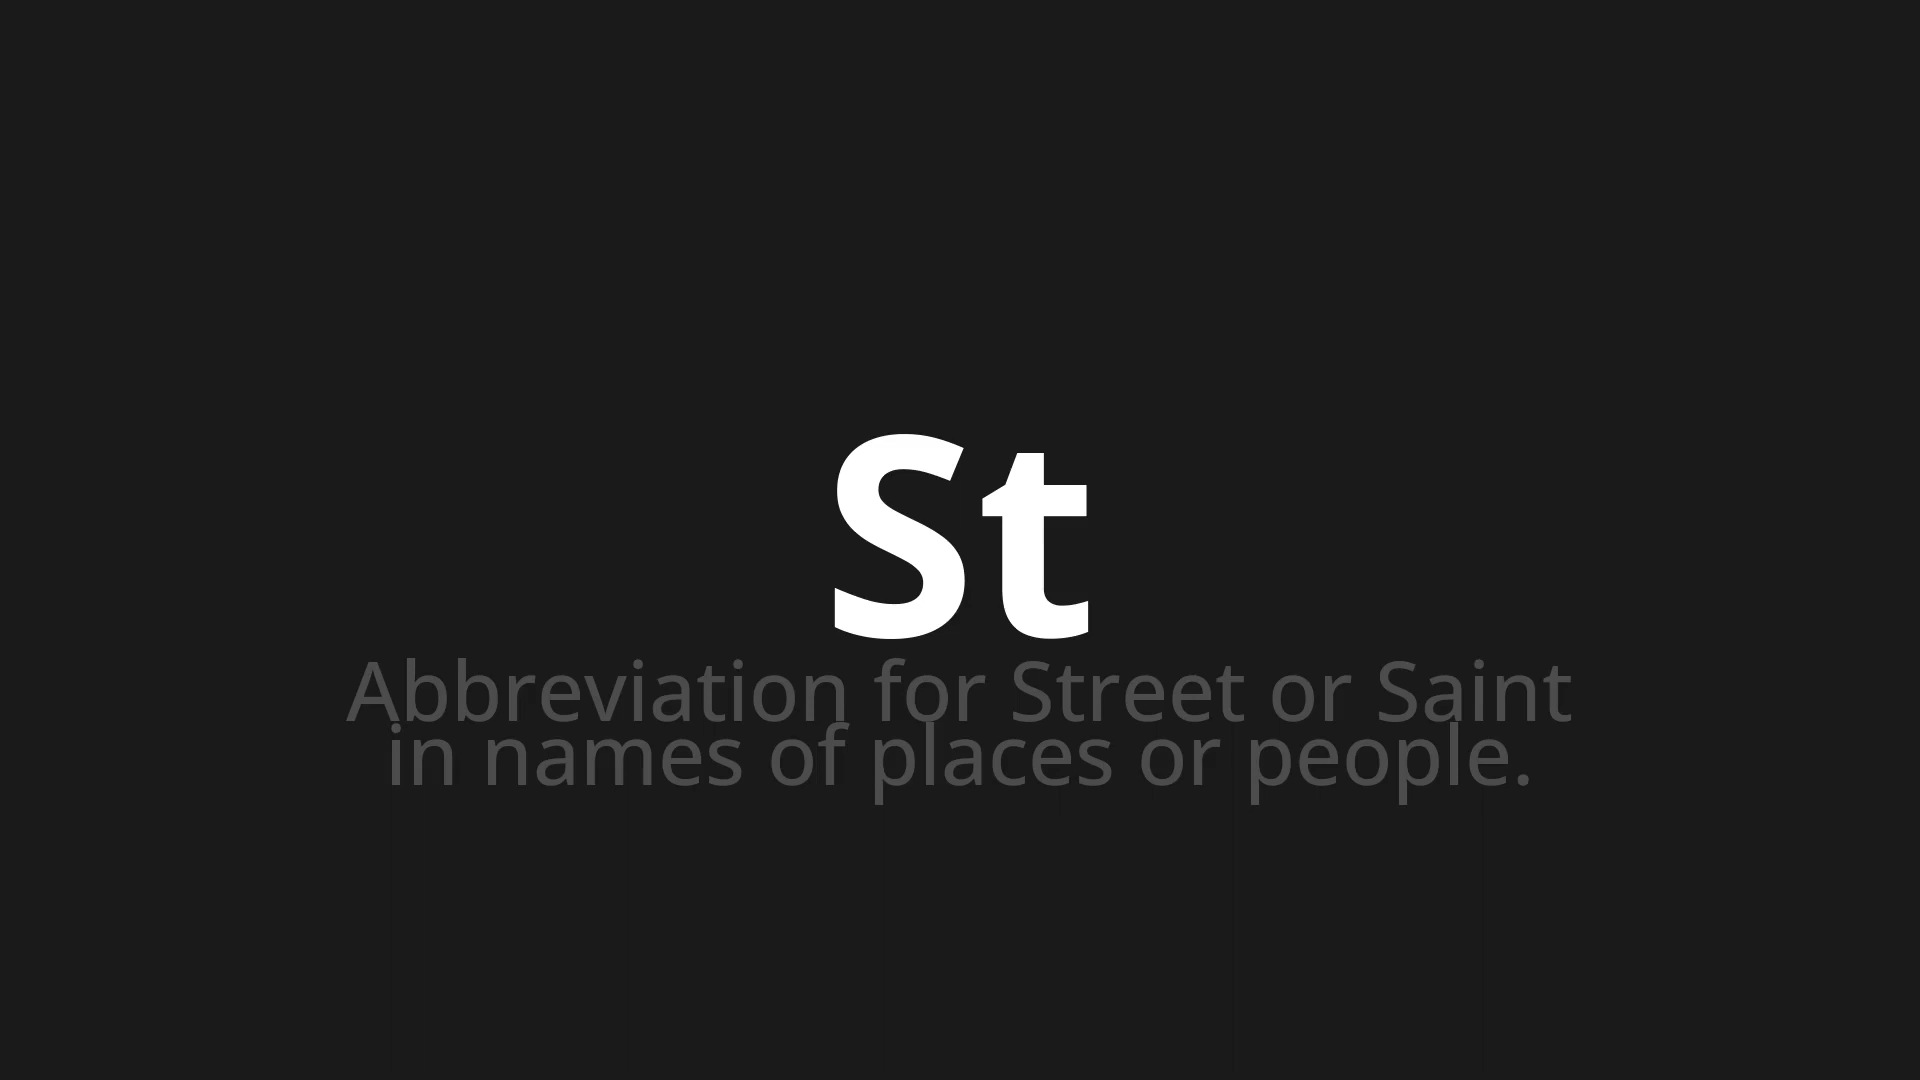 St
Abbreviation for Street or Saint
in names of places or people.